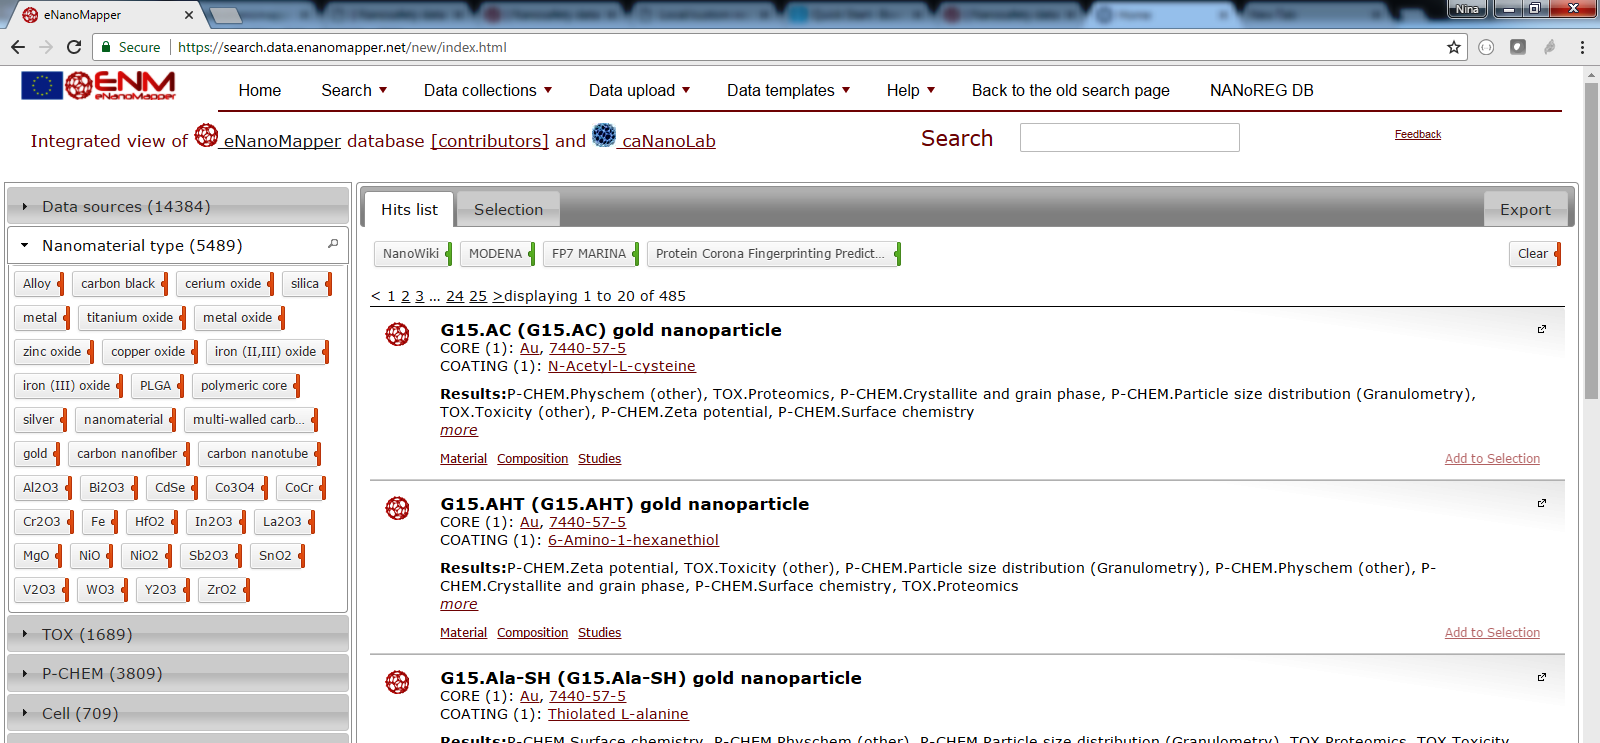 eNanoMapper
Nina
Secure
https://search.data.enanomapper.net/new/index.html
ENM
eNanoMapper
Home Search Data collections Data upload Data templates Help Back to the old search page NANoREG DB
Integrated view of eNanoMapper database [contributors] and caNanoLab
Search
Feedback
Data sources (14384)
Nanomaterial type (5489)
Alloy carbon black cerium oxide silica
metal titanium oxide metal oxide
zinc oxide copper oxide iron (II,III) oxide
iron (III) oxide PLGA polymeric core
silver nanomaterial multi-walled carb...
gold carbon nanofiber carbon nanotube
Al2O3 Bi2O3 CdSe Co3O4 CoCr
Cr2O3 Fe HfO2 In2O3 La2O3
MgO NiO NiO2 Sb2O3 SnO2
V2O3 WO3 Y2O3 ZrO2
TOX (1689)
P-CHEM (3809)
Cell (709)
Hits list Selection Export
NanoWiki MODENA FP7 MARINA Protein Corona Fingerprinting Predict... Clear
< 1 2 3 ... 24 25 >displaying 1 to 20 of 485
G15.AC (G15.AC) gold nanoparticle
CORE (1): Au, 7440-57-5
COATING (1): N-Acetyl-L-cysteine
Results:P-CHEM.Physchem (other), TOX.Proteomics, P-CHEM.Crystallite and grain phase, P-CHEM.Particle size distribution (Granulometry),
TOX.Toxicity (other), P-CHEM.Zeta potential, P-CHEM.Surface chemistry
more
Material Composition Studies Add to Selection
G15.AHT (G15.AHT) gold nanoparticle
CORE (1): Au, 7440-57-5
COATING (1): 6-Amino-1-hexanethiol
Results:P-CHEM.Zeta potential, TOX.Toxicity (other), P-CHEM.Particle size distribution (Granulometry), P-CHEM.Physchem (other), P-
CHEM.Crystallite and grain phase, P-CHEM.Surface chemistry, TOX.Proteomics
more
Material Composition Studies Add to Selection
G15.Ala-SH (G15.Ala-SH) gold nanoparticle
CORE (1): Au, 7440-57-5
COATING (1): Thiolated L-alanine
Results:P-CHEM.Surface chemistry, P-CHEM.Physchem (other), P-CHEM.Particle size distribution (Granulometry), TOX.Proteomics, TOX.Toxicity